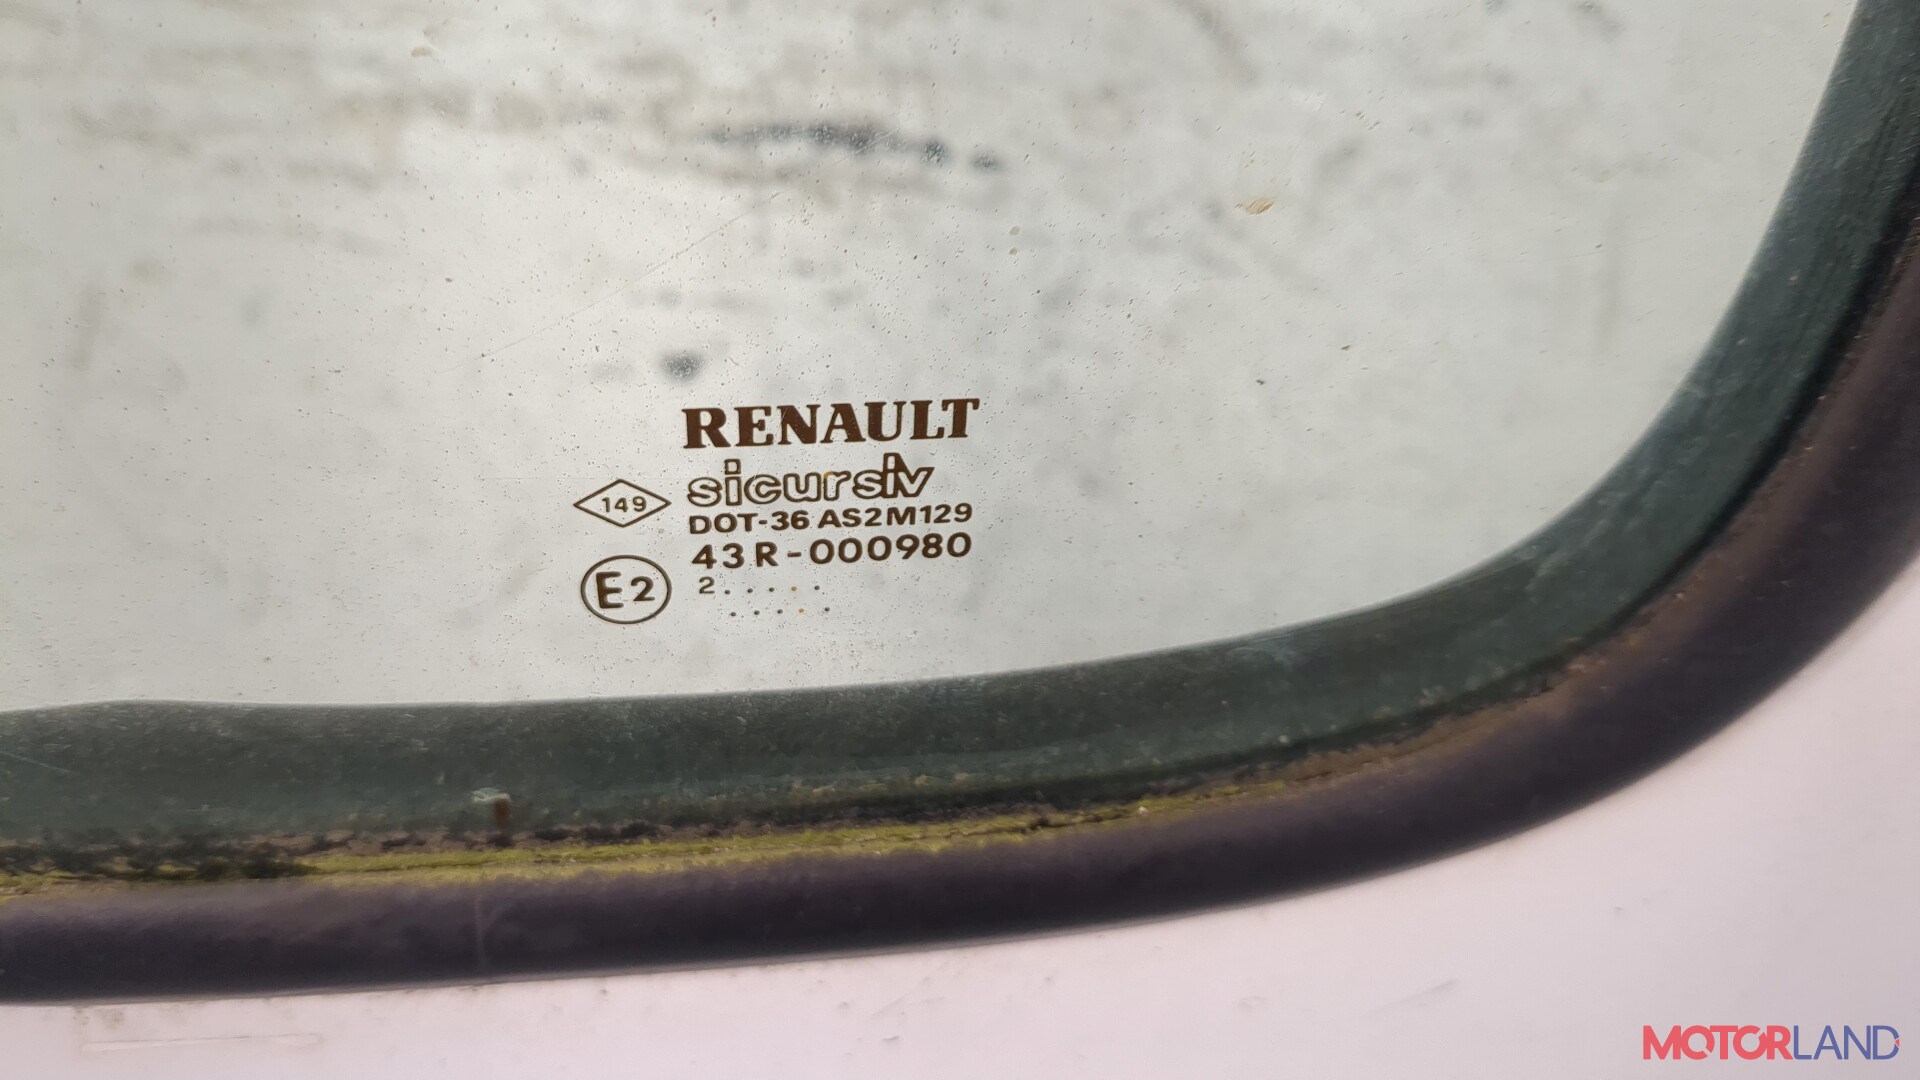 RENAULT
sicursiv
149
DOT-36 AS2M129
43R-000980
E2
2. . . . .
. . . . .
MOTORLAND